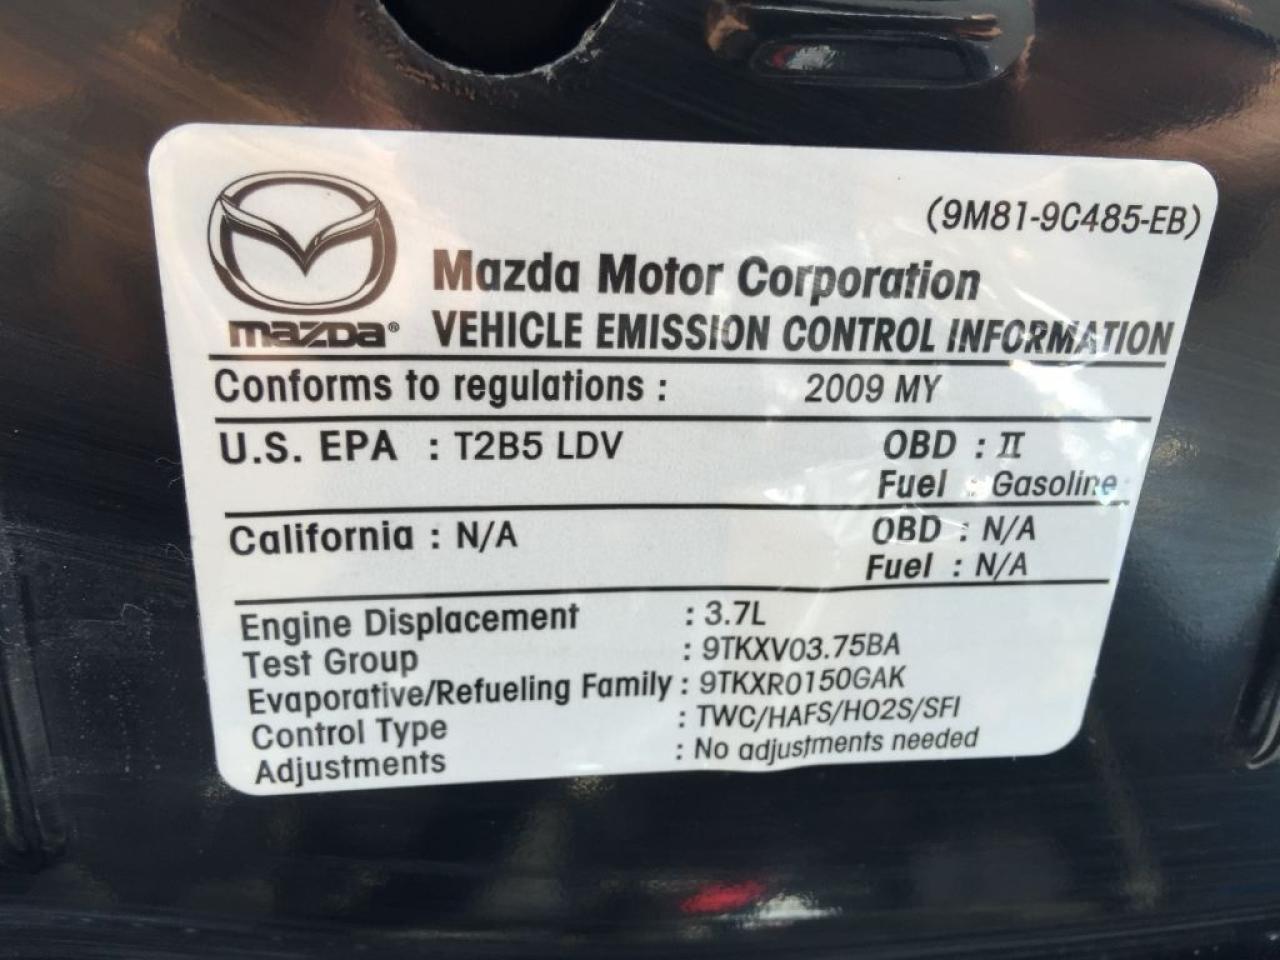 (9M81-9C485-EB)
mazda®
Mazda Motor Corporation
VEHICLE EMISSION CONTROL INFORMATION
Conforms to regulations : 2009 MY
U.S. EPA : T2B5 LDV OBD : II
Fuel : Gasoline
California : N/A OBD : N/A
Fuel : N/A
Engine Displacement : 3.7L
Test Group : 9TKXV03.75BA
Evaporative/Refueling Family : 9TKXR0150GAK
Control Type : TWC/HAFS/HO2S/SFI
Adjustments : No adjustments needed